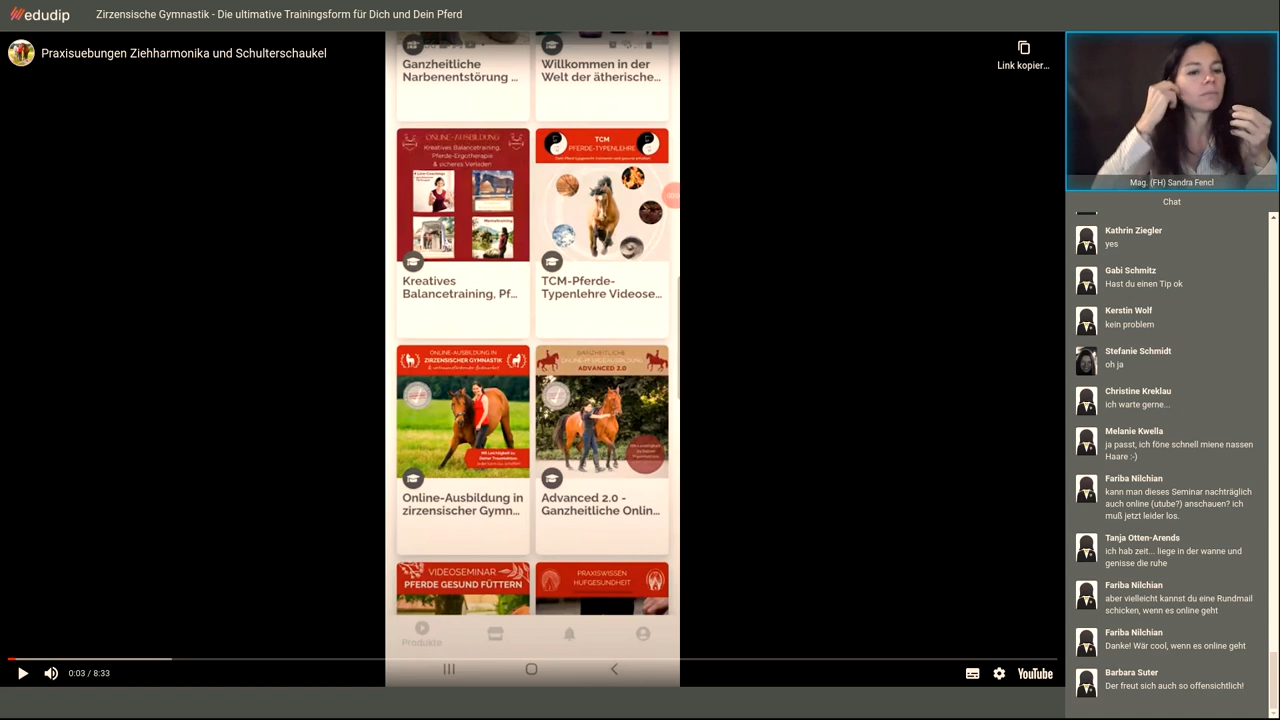 edudip
Zirzensische Gymnastik - Die ultimative Trainingsform für Dich und Dein Pferd
Praxisuebungen Ziehharmonika und Schulterschaukel
Link kopier...
Ganzheitliche
Narbenentstörung ...
Willkommen in der
Welt der ätherische...
ONLINE-AUSBILDUNG
Kreatives Balancetraining,
Pferde-Ergotherapie
& sicheres Verladen
Mentaltraining
TCM
PFERDE-TYPENLEHRE
Kreatives
Balancetraining, Pf...
TCM-Pferde-
Typenlehre Videose...
ONLINE-AUSBILDUNG IN
ZIRZENSISCHER GYMNASTIK
GANZHEITLICHE
ADVANCED 2.0
Online-Ausbildung in
zirzensischer Gymn...
Advanced 2.0 -
Ganzheitliche Onlin...
VIDEOSEMINAR
PFERDE GESUND FÜTTERN
PRAXISWISSEN
HUFGESUNDHEIT
Produkte
0:03 / 8:33
YouTube
Mag. (FH) Sandra Fencl
Chat
Kathrin Ziegler
yes
Gabi Schmitz
Hast du einen Tip ok
Kerstin Wolf
kein problem
Stefanie Schmidt
oh ja
Christine Kreklau
ich warte gerne...
Melanie Kwella
ja passt, ich föne schnell miene nassen
Haare :-)
Fariba Nilchian
kann man dieses Seminar nachträglich
auch online (utube?) anschauen? ich
muß jetzt leider los.
Tanja Otten-Arends
ich hab zeit... liege in der wanne und
genisse die ruhe
Fariba Nilchian
aber vielleicht kannst du eine Rundmail
schicken, wenn es online geht
Fariba Nilchian
Danke! Wär cool, wenn es online geht
Barbara Suter
Der freut sich auch so offensichtlich!